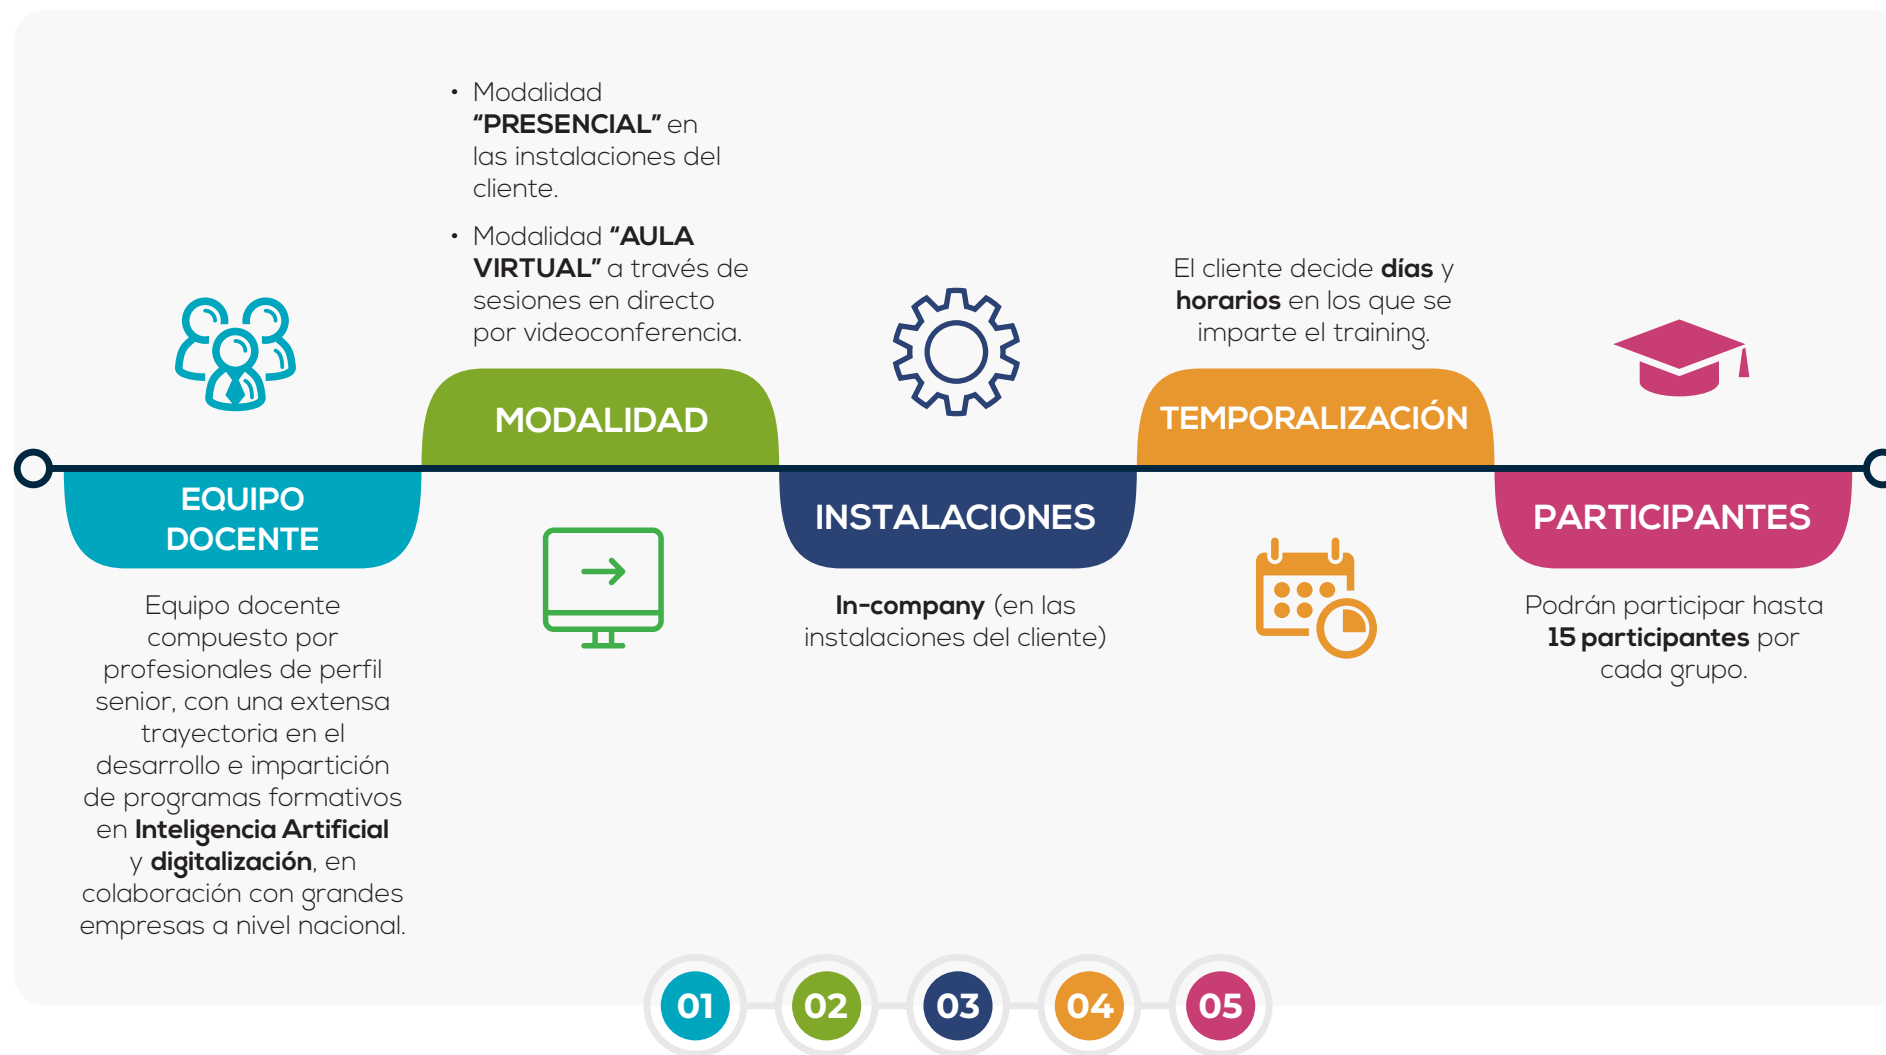 EQUIPO
DOCENTE
Equipo docente
compuesto por
profesionales de perfil
senior, con una extensa
trayectoria en el
desarrollo e impartición
de programas formativos
en Inteligencia Artificial
y digitalización, en
colaboración con grandes
empresas a nivel nacional.
• Modalidad
“PRESENCIAL” en
las instalaciones del
cliente.
• Modalidad “AULA
VIRTUAL” a través de
sesiones en directo
por videoconferencia.
MODALIDAD
INSTALACIONES
In-company (en las
instalaciones del cliente)
El cliente decide días y
horarios en los que se
imparte el training.
TEMPORALIZACIÓN
PARTICIPANTES
Podrán participar hasta
15 participantes por
cada grupo.
01 02 03 04 05